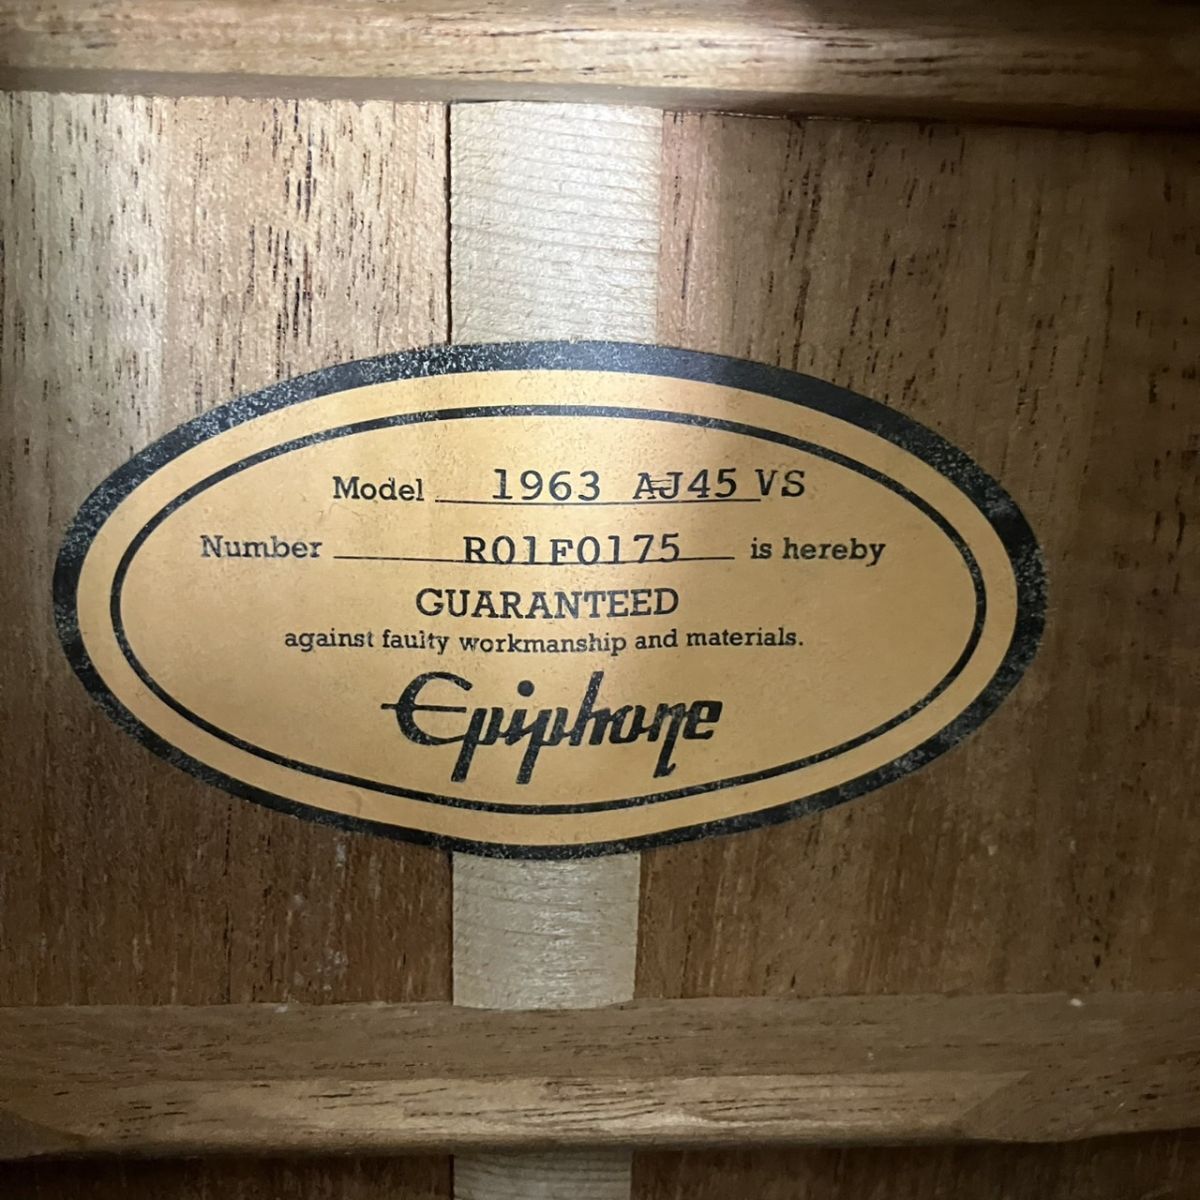 Model 1963 AJ45 VS
Number R01F0175 is hereby
GUARANTEED
against faulty workmanship and materials.
Epiphone